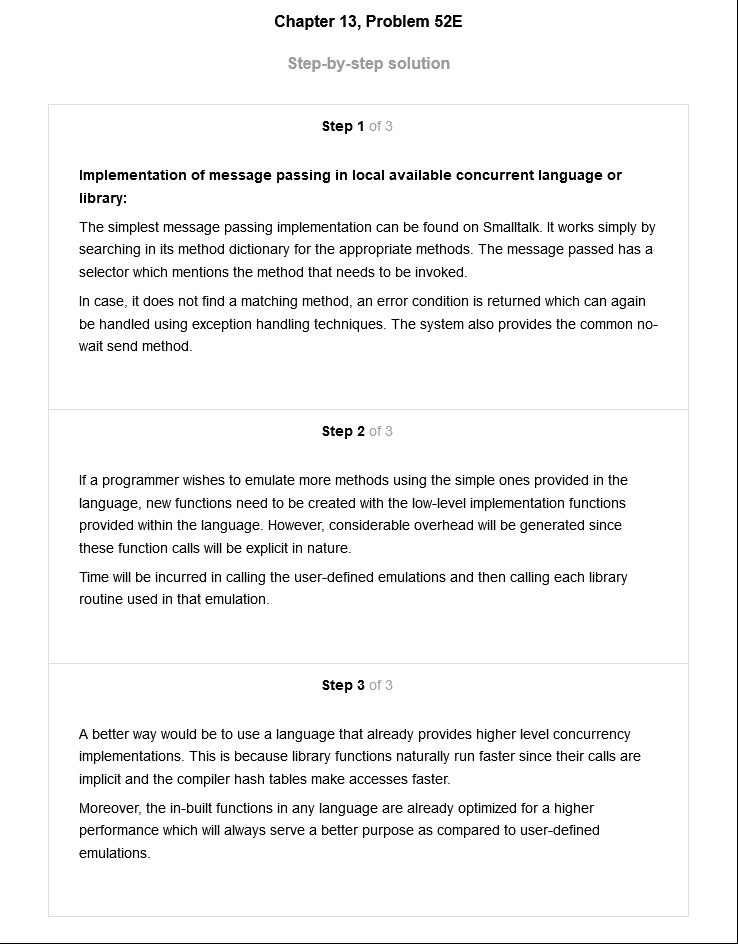 Chapter 13, Problem 52E
Step-by-step solution
Step 1 of 3
Implementation of message passing in local available concurrent language or
library:
The simplest message passing implementation can be found on Smalltalk. It works simply by
searching in its method dictionary for the appropriate methods. The message passed has a
selector which mentions the method that needs to be invoked.
In case, it does not find a matching method, an error condition is returned which can again
be handled using exception handling techniques. The system also provides the common no-
wait send method.
Step 2 of 3
If a programmer wishes to emulate more methods using the simple ones provided in the
language, new functions need to be created with the low-level implementation functions
provided within the language. However, considerable overhead will be generated since
these function calls will be explicit in nature.
Time will be incurred in calling the user-defined emulations and then calling each library
routine used in that emulation.
Step 3 of 3
A better way would be to use a language that already provides higher level concurrency
implementations. This is because library functions naturally run faster since their calls are
implicit and the compiler hash tables make accesses faster.
Moreover, the in-built functions in any language are already optimized for a higher
performance which will always serve a better purpose as compared to user-defined
emulations.